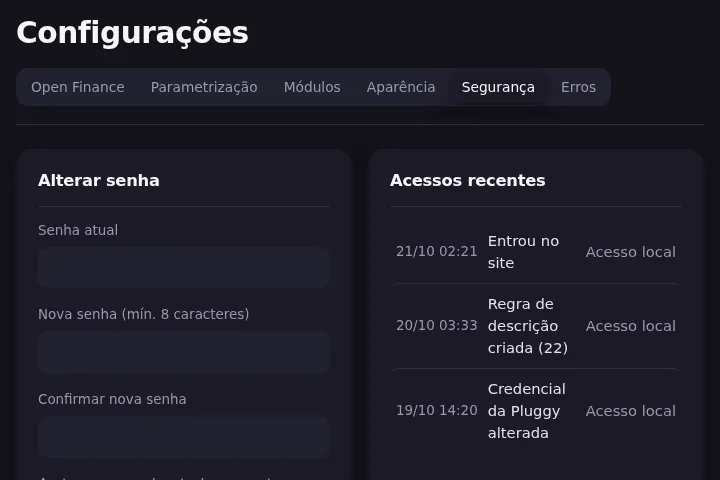 Configurações
Open Finance Parametrização Módulos Aparência Segurança Erros
Alterar senha
Senha atual
Nova senha (mín. 8 caracteres)
Confirmar nova senha
Acessos recentes
21/10 02:21 Entrou no site Acesso local
20/10 03:33 Regra de descrição criada (22) Acesso local
19/10 14:20 Credencial da Pluggy alterada Acesso local